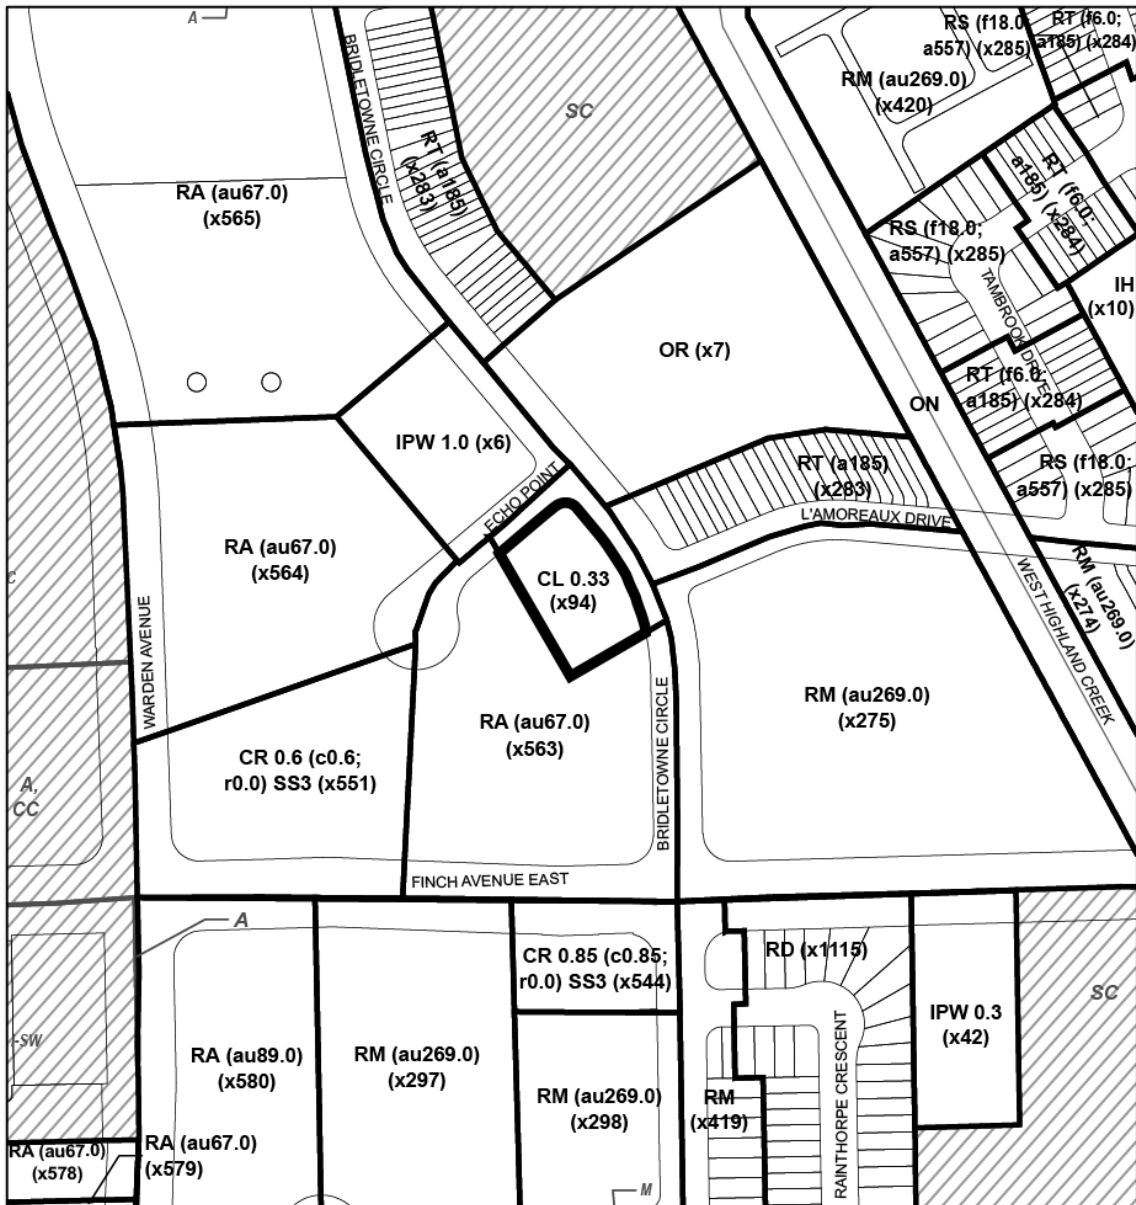 A
RS (f18.0;
a557) (x285)
RT (f6.0;
a185) (x284)
BRIDLETOWNE CIRCLE
SC
RM (au269.0)
(x420)
RT (a185)
(x283)
RA (au67.0)
(x565)
RT (f6.0;
a185) (x284)
RS (f18.0;
a557) (x285)
TAMBROOK DRIVE
IH
(x10)
OR (x7)
RT (f6.0;
a185) (x284)
ON
IPW 1.0 (x6)
RT (a185)
(x283)
RS (f18.0;
a557) (x285)
ECHO POINT
L'AMOREAUX DRIVE
RA (au67.0)
(x564)
CL 0.33
(x94)
C
RM (au269.0)
(x274)
WEST HIGHLAND CREEK
WARDEN AVENUE
RA (au67.0)
(x563)
RM (au269.0)
(x275)
BRIDLETOWNE CIRCLE
CR 0.6 (c0.6;
r0.0) SS3 (x551)
A,
CC
FINCH AVENUE EAST
A
CR 0.85 (c0.85;
r0.0) SS3 (x544)
RD (x1115)
SC
IPW 0.3
(x42)
-SW
RA (au89.0)
(x580)
RM (au269.0)
(x297)
RM (au269.0)
(x298)
RM
(x419)
RAINTHORPE CRESCENT
RA (au67.0)
(x578)
RA (au67.0)
(x579)
M